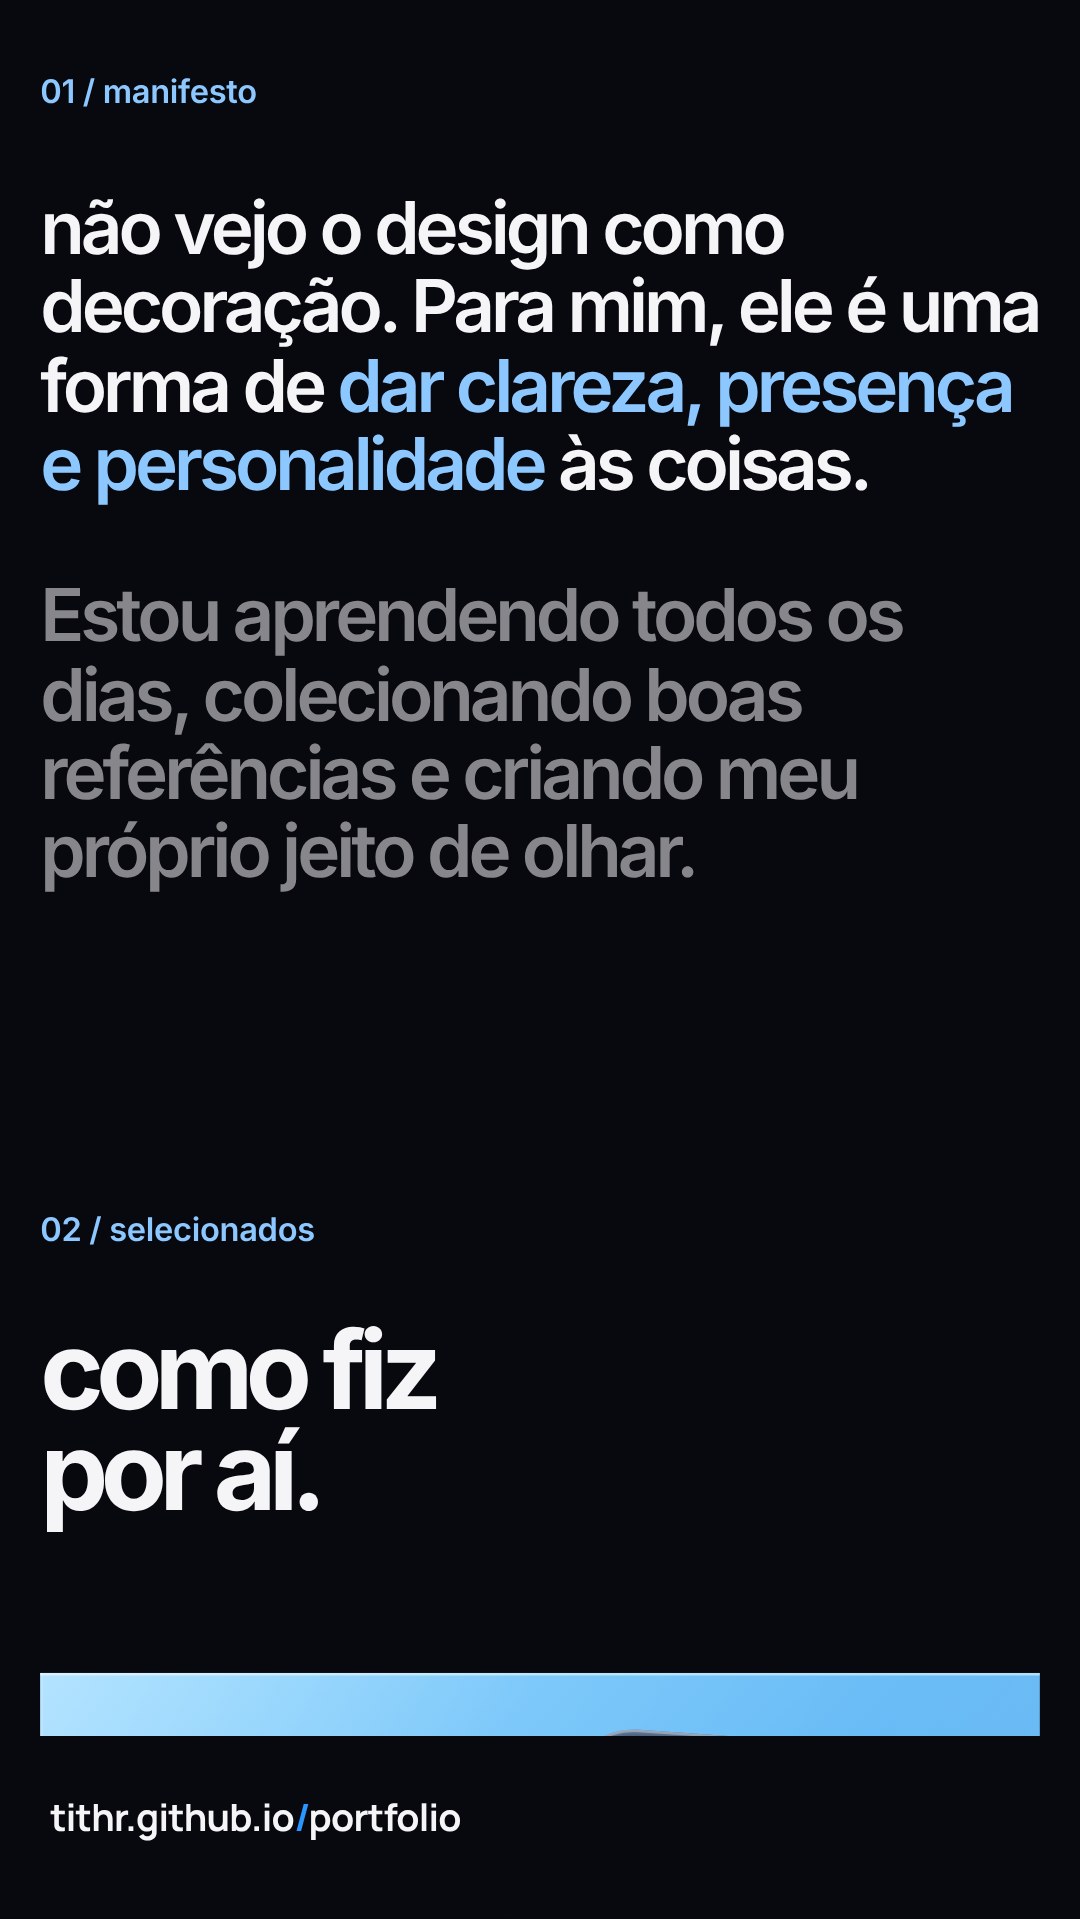 01 / manifesto
não vejo o design como
decoração. Para mim, ele é uma
forma de dar clareza, presença
e personalidade às coisas.
Estou aprendendo todos os
dias, colecionando boas
referências e criando meu
próprio jeito de olhar.
02 / selecionados
como fiz
por aí.
tithr.github.io/portfolio